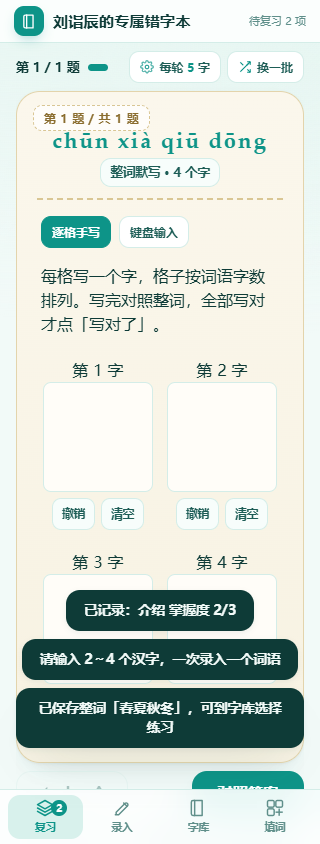 刘诣辰的专属错字本
待复习 2 项
第 1 / 1 题
每轮 5 字
换一批
第 1 题 / 共 1 题
chūn xià qiū dōng
整词默写 • 4 个字
逐格手写
键盘输入
每格写一个字，格子按词语字数
排列。写完对照整词，全部写对
才点「写对了」。
第 1 字
第 2 字
撤销
清空
撤销
清空
第 3 字
第 4 字
已记录：介绍 掌握度 2/3
请输入 2~4 个汉字，一次录入一个词语
已保存整词「春夏秋冬」，可到字库选择
练习
2
复习
录入
字库
填词